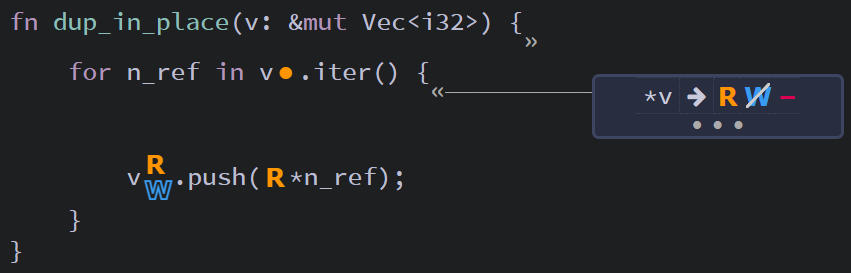 fn dup_in_place(v: &mut Vec<i32>) { »
for n_ref in v●.iter() { «
*v → R W –
● ● ●
v R W .push( R *n_ref);
}
}